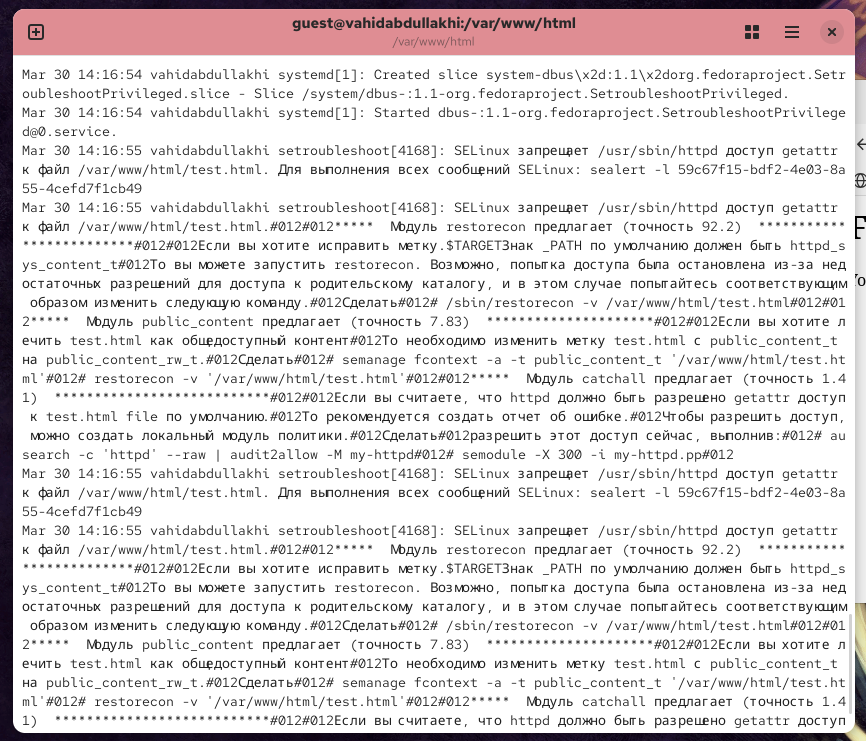 guest@vahidabdullakhi:/var/www/html
/var/www/html
Mar 30 14:16:54 vahidabdullakhi systemd[1]: Created slice system-dbus\x2d:1.1\x2dorg.fedoraproject.Setr
oubleshootPrivileged.slice - Slice /system/dbus-:1.1-org.fedoraproject.SetroubleshootPrivileged.
Mar 30 14:16:54 vahidabdullakhi systemd[1]: Started dbus-:1.1-org.fedoraproject.SetroubleshootPrivilege
d@0.service.
Mar 30 14:16:55 vahidabdullakhi setroubleshoot[4168]: SELinux запрещает /usr/sbin/httpd доступ getattr
к файл /var/www/html/test.html. Для выполнения всех сообщений SELinux: sealert -l 59c67f15-bdf2-4e03-8a
55-4cefd7f1cb49
Mar 30 14:16:55 vahidabdullakhi setroubleshoot[4168]: SELinux запрещает /usr/sbin/httpd доступ getattr
к файл /var/www/html/test.html.#012#012***** Модуль restorecon предлагает (точность 92.2) ***********
**************#012#012Если вы хотите исправить метку.$TARGETЗнак _PATH по умолчанию должен быть httpd_s
ys_content_t#012То вы можете запустить restorecon. Возможно, попытка доступа была остановлена из-за нед
остаточных разрешений для доступа к родительскому каталогу, и в этом случае попытайтесь соответствующим
образом изменить следующую команду.#012Сделать#012# /sbin/restorecon -v /var/www/html/test.html#012#01
2***** Модуль public_content предлагает (точность 7.83) *********************#012#012Если вы хотите л
ечить test.html как общедоступный контент#012То необходимо изменить метку test.html с public_content_t
на public_content_rw_t.#012Сделать#012# semanage fcontext -a -t public_content_t '/var/www/html/test.ht
ml'#012# restorecon -v '/var/www/html/test.html'#012#012***** Модуль catchall предлагает (точность 1.4
1) ***************************#012#012Если вы считаете, что httpd должно быть разрешено getattr доступ
к test.html file по умолчанию.#012То рекомендуется создать отчет об ошибке.#012Чтобы разрешить доступ,
можно создать локальный модуль политики.#012Сделать#012разрешить этот доступ сейчас, выполнив:#012# au
search -c 'httpd' --raw | audit2allow -M my-httpd#012# semodule -X 300 -i my-httpd.pp#012
Mar 30 14:16:55 vahidabdullakhi setroubleshoot[4168]: SELinux запрещает /usr/sbin/httpd доступ getattr
к файл /var/www/html/test.html. Для выполнения всех сообщений SELinux: sealert -l 59c67f15-bdf2-4e03-8a
55-4cefd7f1cb49
Mar 30 14:16:55 vahidabdullakhi setroubleshoot[4168]: SELinux запрещает /usr/sbin/httpd доступ getattr
к файл /var/www/html/test.html.#012#012***** Модуль restorecon предлагает (точность 92.2) ***********
**************#012#012Если вы хотите исправить метку.$TARGETЗнак _PATH по умолчанию должен быть httpd_s
ys_content_t#012То вы можете запустить restorecon. Возможно, попытка доступа была остановлена из-за нед
остаточных разрешений для доступа к родительскому каталогу, и в этом случае попытайтесь соответствующим
образом изменить следующую команду.#012Сделать#012# /sbin/restorecon -v /var/www/html/test.html#012#01
2***** Модуль public_content предлагает (точность 7.83) *********************#012#012Если вы хотите л
ечить test.html как общедоступный контент#012То необходимо изменить метку test.html с public_content_t
на public_content_rw_t.#012Сделать#012# semanage fcontext -a -t public_content_t '/var/www/html/test.ht
ml'#012# restorecon -v '/var/www/html/test.html'#012#012***** Модуль catchall предлагает (точность 1.4
1) ***************************#012#012Если вы считаете, что httpd должно быть разрешено getattr доступ